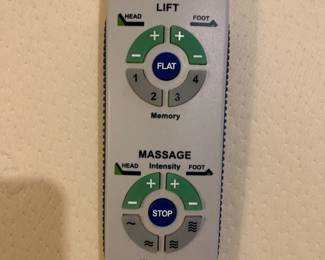 LIFT
HEAD FOOT
+ +
- FLAT -
1 2 3 4
Memory
MASSAGE
HEAD Intensity FOOT
+ +
- STOP -